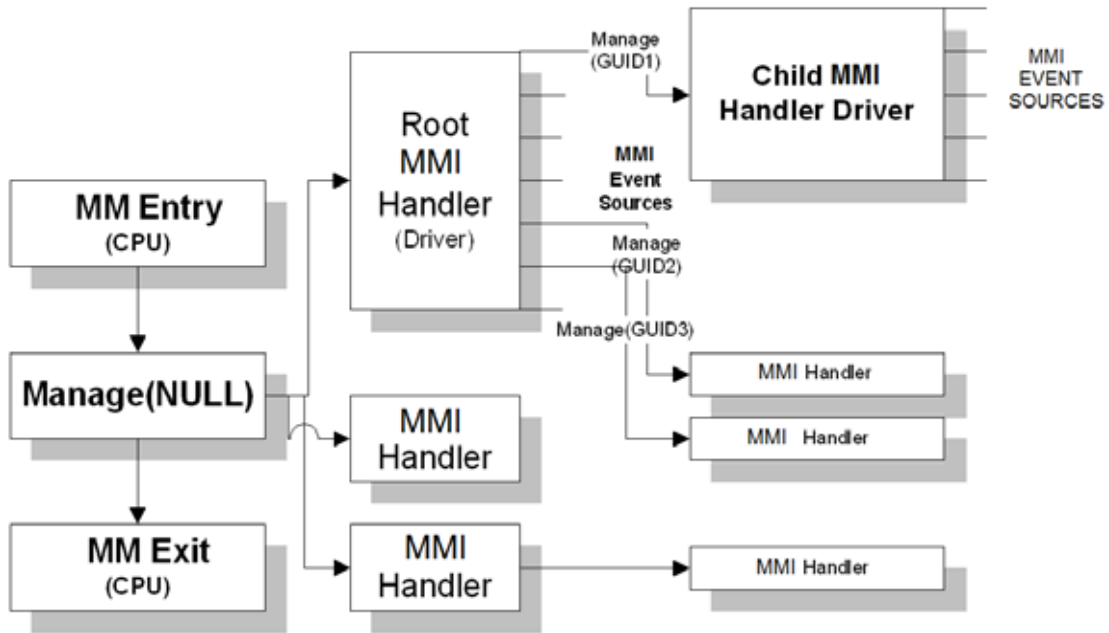 MM Entry
(CPU)
Manage(NULL)
MM Exit
(CPU)
Root
MMI
Handler
(Driver)
MMI
Handler
MMI
Handler
Manage
(GUID1)
MMI
Event
Sources
Manage
(GUID2)
Manage(GUID3)
Child MMI
Handler Driver
MMI
EVENT
SOURCES
MMI Handler
MMI Handler
MMI Handler